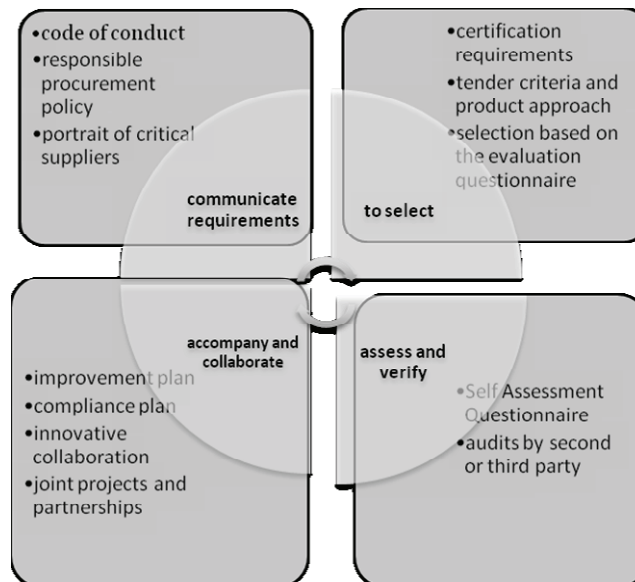 •code of conduct
•responsible
procurement
policy
•portrait of critical
suppliers
communicate
requirements
•certification
requirements
•tender criteria and
product approach
•selection based on
the evaluation
questionnaire
to select
accompany and
collaborate
•improvement plan
•compliance plan
•innovative
collaboration
•joint projects and
partnerships
assess and
verify
•Self Assessment
Questionnaire
•audits by second
or third party